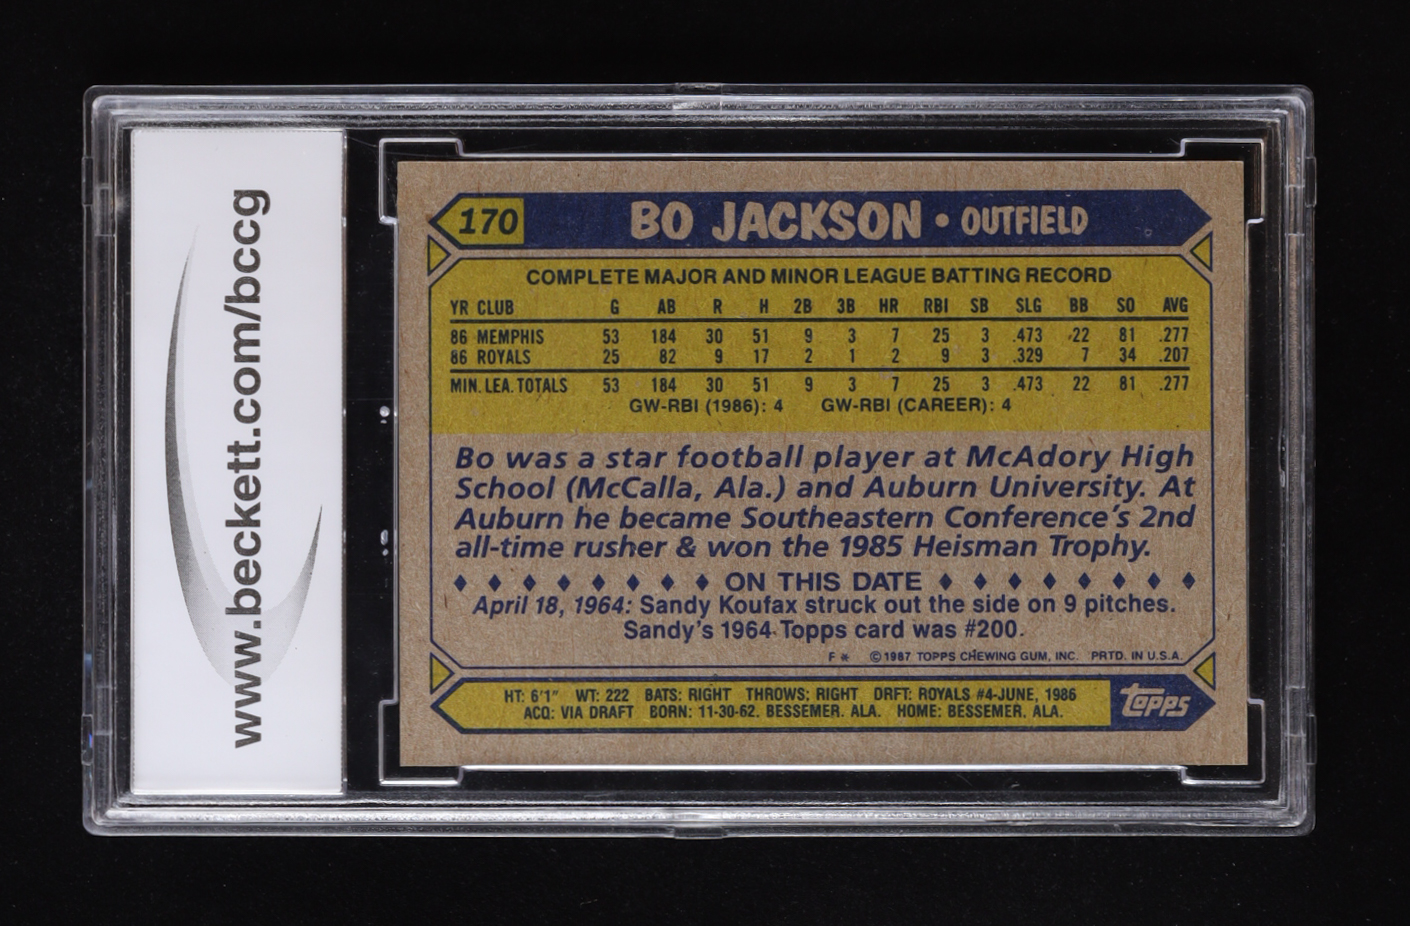 www.beckett.com/bccg
170 BO JACKSON • OUTFIELD
COMPLETE MAJOR AND MINOR LEAGUE BATTING RECORD
YR CLUB G AB R H 2B 3B HR RBI SB SLG BB SO AVG
86 MEMPHIS 53 184 30 51 9 3 7 25 3 .473 22 81 .277
86 ROYALS 25 82 9 17 2 1 2 9 3 .329 7 34 .207
MIN. LEA. TOTALS 53 184 30 51 9 3 7 25 3 .473 22 81 .277
GW-RBI (1986): 4 GW-RBI (CAREER): 4
Bo was a star football player at McAdory High
School (McCalla, Ala.) and Auburn University. At
Auburn he became Southeastern Conference's 2nd
all-time rusher & won the 1985 Heisman Trophy.
♦ ♦ ♦ ♦ ♦ ♦ ♦ ♦ ON THIS DATE ♦ ♦ ♦ ♦ ♦ ♦ ♦ ♦
April 18, 1964: Sandy Koufax struck out the side on 9 pitches.
Sandy's 1964 Topps card was #200.
F * ©1987 TOPPS CHEWING GUM, INC. PRTD. IN U.S.A.
HT: 6'1" WT: 222 BATS: RIGHT THROWS: RIGHT DRFT: ROYALS #4-JUNE, 1986
ACQ: VIA DRAFT BORN: 11-30-62, BESSEMER, ALA. HOME: BESSEMER, ALA.
topps